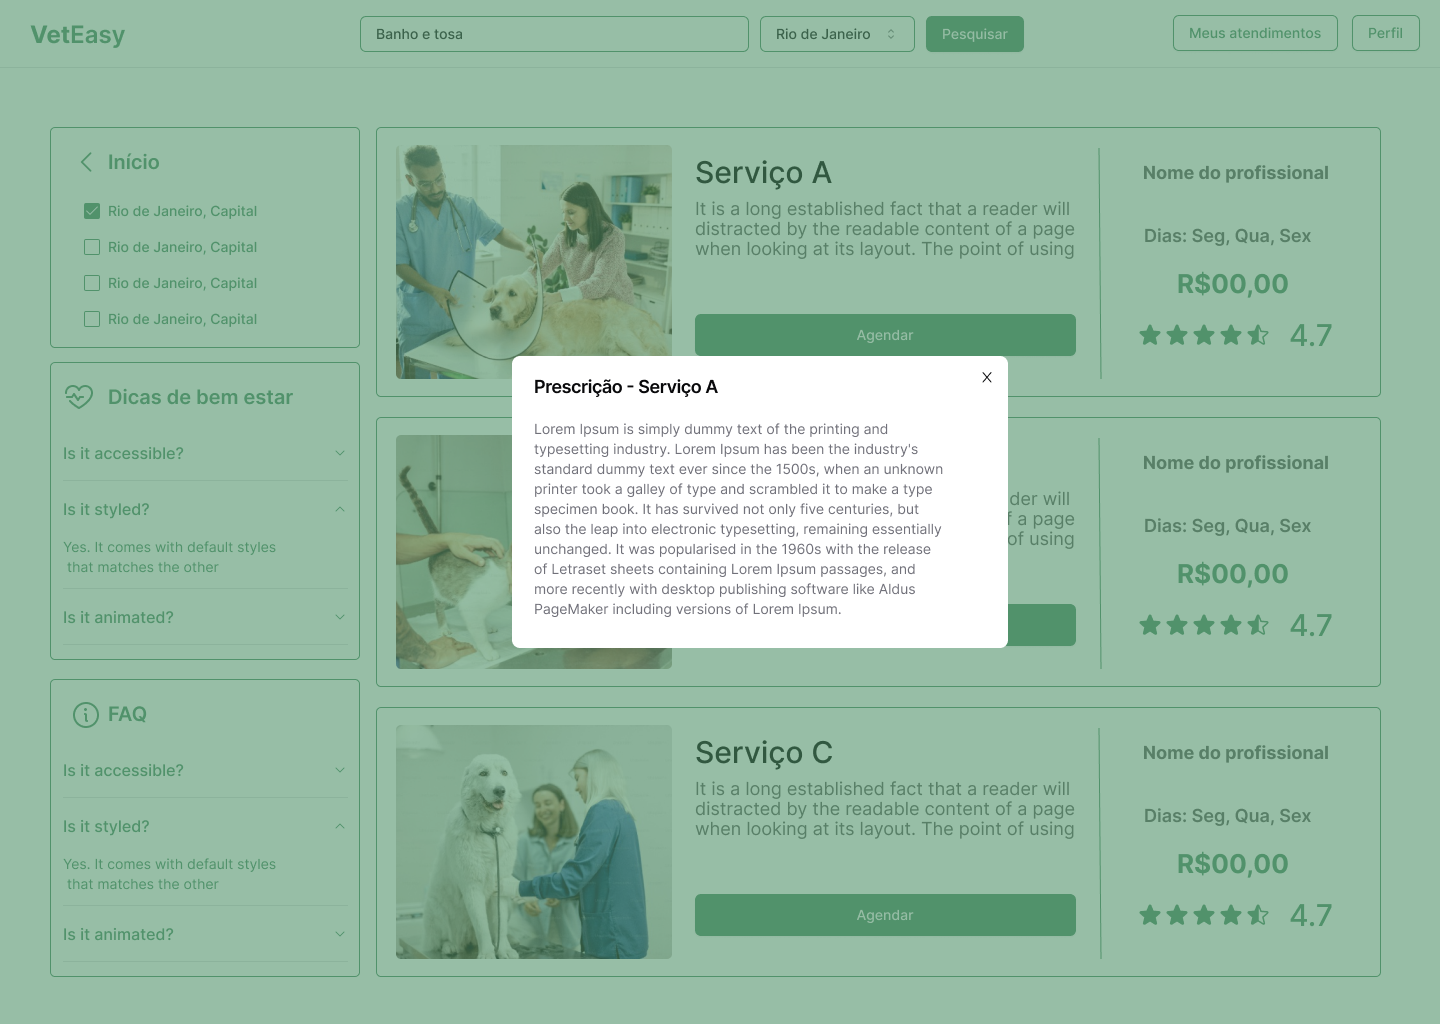 VetEasy
Banho e tosa
Rio de Janeiro
Pesquisar
Meus atendimentos
Perfil
Início
Rio de Janeiro, Capital
Rio de Janeiro, Capital
Rio de Janeiro, Capital
Rio de Janeiro, Capital
Dicas de bem estar
Is it accessible?
Is it styled?
Yes. It comes with default styles
that matches the other
Is it animated?
FAQ
Is it accessible?
Is it styled?
Yes. It comes with default styles
that matches the other
Is it animated?
Serviço A
It is a long established fact that a reader will
distracted by the readable content of a page
when looking at its layout. The point of using
Agendar
Nome do profissional
Dias: Seg, Qua, Sex
R$00,00
4.7
Prescrição - Serviço A
X
Lorem Ipsum is simply dummy text of the printing and
typesetting industry. Lorem Ipsum has been the industry's
standard dummy text ever since the 1500s, when an unknown
printer took a galley of type and scrambled it to make a type
specimen book. It has survived not only five centuries, but
also the leap into electronic typesetting, remaining essentially
unchanged. It was popularised in the 1960s with the release
of Letraset sheets containing Lorem Ipsum passages, and
more recently with desktop publishing software like Aldus
PageMaker including versions of Lorem Ipsum.
der will
a page
of using
Nome do profissional
Dias: Seg, Qua, Sex
R$00,00
4.7
Serviço C
It is a long established fact that a reader will
distracted by the readable content of a page
when looking at its layout. The point of using
Agendar
Nome do profissional
Dias: Seg, Qua, Sex
R$00,00
4.7